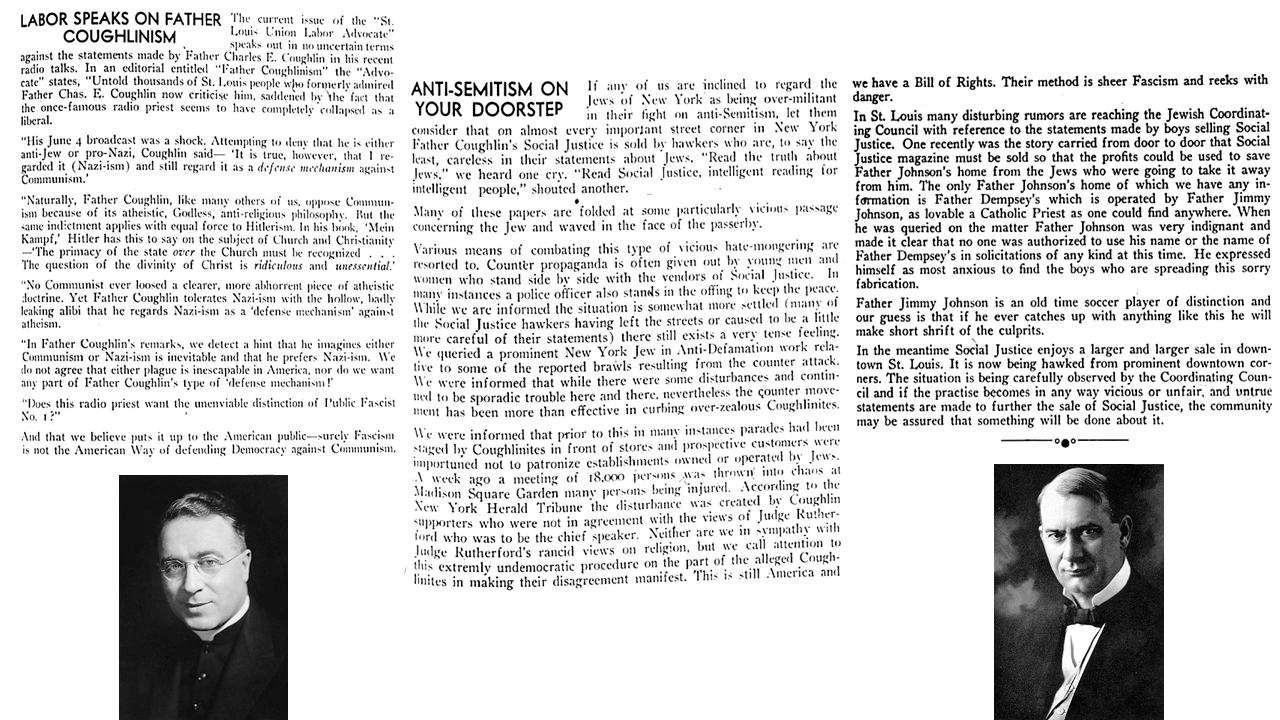 LABOR SPEAKS ON FATHER
COUGHLINISM
The current issue of the "St.
Louis Union Labor Advocate"
speaks out in no uncertain terms
against the statements made by Father Charles E. Coughlin in his recent
radio talks. In an editorial entitled "Father Coughlinism" the "Advo-
cate" states, "Untold thousands of St. Louis people who formerly admired
Father Chas. E. Coughlin now criticise him, saddened by the fact that
the once-famous radio priest seems to have completely collapsed as a
liberal.
"His June 4 broadcast was a shock. Attempting to deny that he is either
anti-Jew or pro-Nazi, Coughlin said— 'It is true, however, that I re-
garded it (Nazi-ism) and still regard it as a defense mechanism against
Communism.'
"Naturally, Father Coughlin, like many others of us, oppose Commun-
ism because of its atheistic, Godless, anti-religious philosophy. But the
same indictment applies with equal force to Hitlerism. In his book, 'Mein
Kampf,' Hitler has this to say on the subject of Church and Christianity
—'The primacy of the state over the Church must be recognized . . .
The question of the divinity of Christ is ridiculous and unessential.'
"No Communist ever loosed a clearer, more abhorrent piece of atheistic
doctrine. Yet Father Coughlin tolerates Nazi-ism with the hollow, badly
leaking alibi that he regards Nazi-ism as a 'defense mechanism' against
atheism.
"In Father Coughlin's remarks, we detect a hint that he imagines either
Communism or Nazi-ism is inevitable and that he prefers Nazi-ism. We
do not agree that either plague is inescapable in America, nor do we want
any part of Father Coughlin's type of 'defense mechanism!'
"Does this radio priest want the unenviable distinction of Public Fascist
No. 1?"
And that we believe puts it up to the American public—surely Fascism
is not the American Way of defending Democracy against Communism.
ANTI-SEMITISM ON
YOUR DOORSTEP
If any of us are inclined to regard the
Jews of New York as being over-militant
in their fight on anti-Semitism, let them
consider that on almost every important street corner in New York
Father Coughlin's Social Justice is sold by hawkers who are, to say the
least, careless in their statements about Jews. "Read the truth about
Jews," we heard one cry. "Read Social Justice, intelligent reading for
intelligent people," shouted another.
Many of these papers are folded at some particularly vicious passage
concerning the Jew and waved in the face of the passerby.
Various means of combating this type of vicious hate-mongering are
resorted to. Counter propaganda is often given out by young men and
women who stand side by side with the vendors of Social Justice. In
many instances a police officer also stands in the offing to keep the peace.
While we are informed the situation is somewhat more settled (many of
the Social Justice hawkers having left the streets or caused to be a little
more careful of their statements) there still exists a very tense feeling.
We queried a prominent New York Jew in Anti-Defamation work rela-
tive to some of the reported brawls resulting from the counter attack.
We were informed that while there were some disturbances and contin-
ued to be sporadic trouble here and there, nevertheless the counter move-
ment has been more than effective in curbing over-zealous Coughlinites.
We were informed that prior to this in many instances parades had been
staged by Coughlinites in front of stores and prospective customers were
importuned not to patronize establishments owned or operated by Jews.
A week ago a meeting of 18,000 persons was thrown into chaos at
Madison Square Garden many persons being injured. According to the
New York Herald Tribune the disturbance was created by Coughlin
supporters who were not in agreement with the views of Judge Ruther-
ford who was to be the chief speaker. Neither are we in sympathy with
Judge Rutherford's rancid views on religion, but we call attention to
this extremely undemocratic procedure on the part of the alleged Cough-
linites in making their disagreement manifest. This is still America and
we have a Bill of Rights. Their method is sheer Fascism and reeks with
danger.
In St. Louis many disturbing rumors are reaching the Jewish Coordinat-
ing Council with reference to the statements made by boys selling Social
Justice. One recently was the story carried from door to door that Social
Justice magazine must be sold so that the profits could be used to save
Father Johnson's home from the Jews who were going to take it away
from him. The only Father Johnson's home of which we have any in-
formation is Father Dempsey's which is operated by Father Jimmy
Johnson, as lovable a Catholic Priest as one could find anywhere. When
he was queried on the matter Father Johnson was very indignant and
made it clear that no one was authorized to use his name or the name of
Father Dempsey's in solicitations of any kind at this time. He expressed
himself as most anxious to find the boys who are spreading this sorry
fabrication.
Father Jimmy Johnson is an old time soccer player of distinction and
our guess is that if he ever catches up with anything like this he will
make short shrift of the culprits.
In the meantime Social Justice enjoys a larger and larger sale in down-
town St. Louis. It is now being hawked from prominent downtown cor-
ners. The situation is being carefully observed by the Coordinating Coun-
cil and if the practise becomes in any way vicious or unfair, and untrue
statements are made to further the sale of Social Justice, the community
may be assured that something will be done about it.